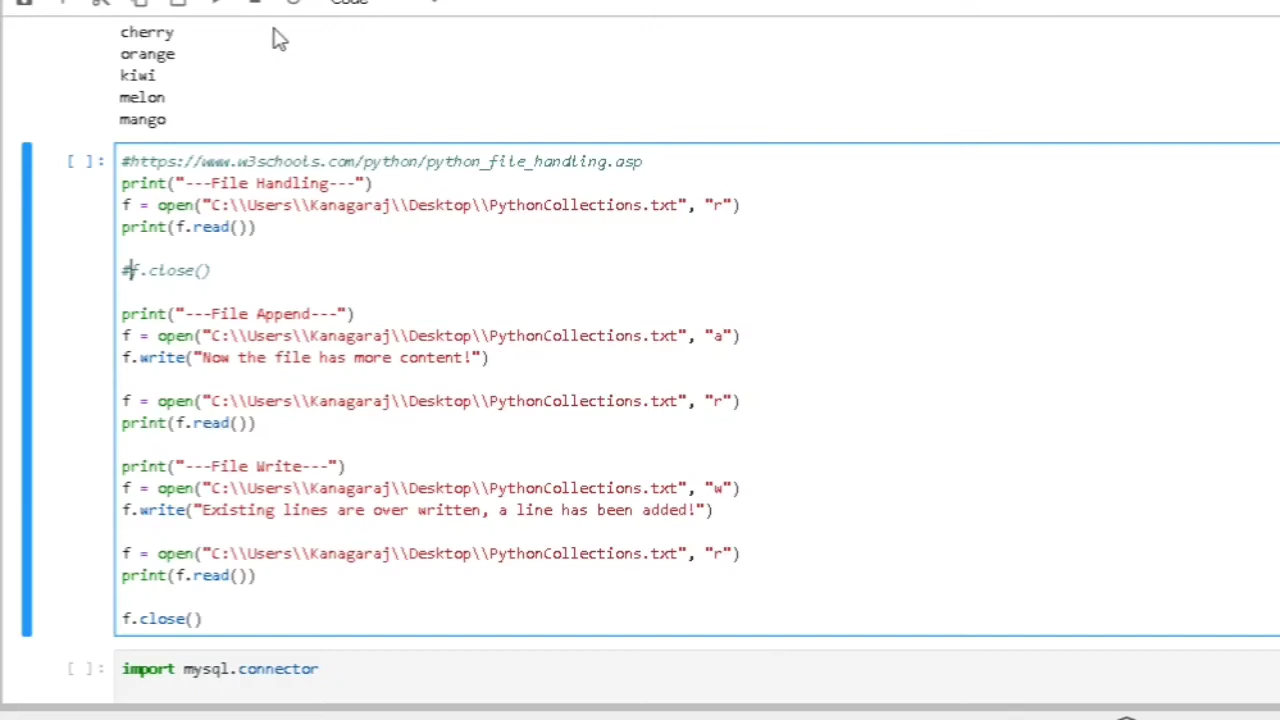 Code
cherry
orange
kiwi
melon
mango
[ ]:
#https://www.w3schools.com/python/python_file_handling.asp
print("---File Handling---")
f = open("C:\\Users\\Kanagaraj\\Desktop\\PythonCollections.txt", "r")
print(f.read())
#f.close()
print("---File Append---")
f = open("C:\\Users\\Kanagaraj\\Desktop\\PythonCollections.txt", "a")
f.write("Now the file has more content!")
f = open("C:\\Users\\Kanagaraj\\Desktop\\PythonCollections.txt", "r")
print(f.read())
print("---File Write---")
f = open("C:\\Users\\Kanagaraj\\Desktop\\PythonCollections.txt", "w")
f.write("Existing lines are over written, a line has been added!")
f = open("C:\\Users\\Kanagaraj\\Desktop\\PythonCollections.txt", "r")
print(f.read())
f.close()
[ ]:
import mysql.connector